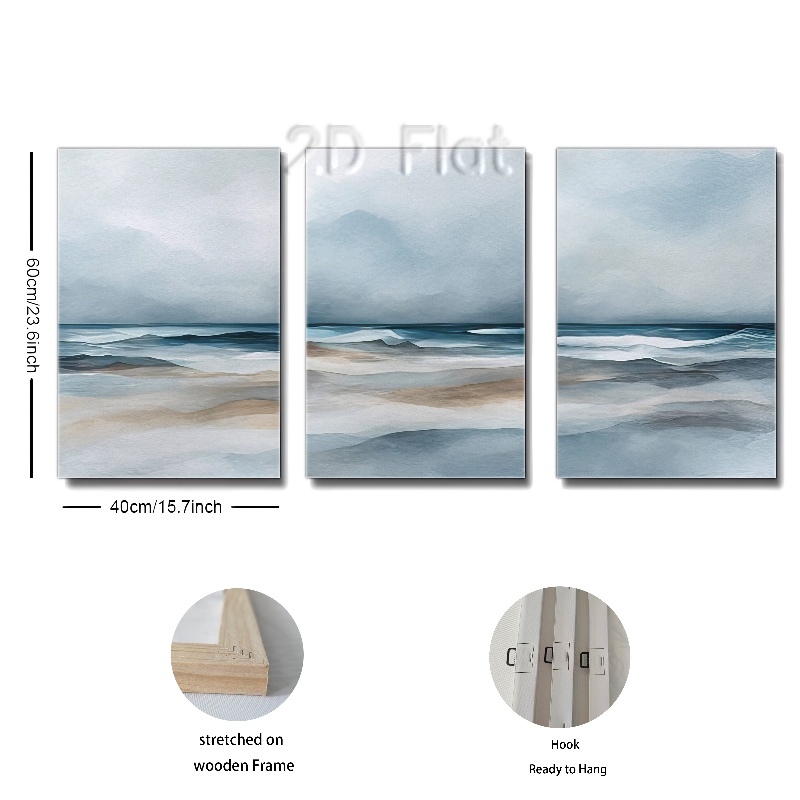 2D Flat
60cm/23.6inch
40cm/15.7inch
stretched on
wooden Frame
Hook
Ready to Hang